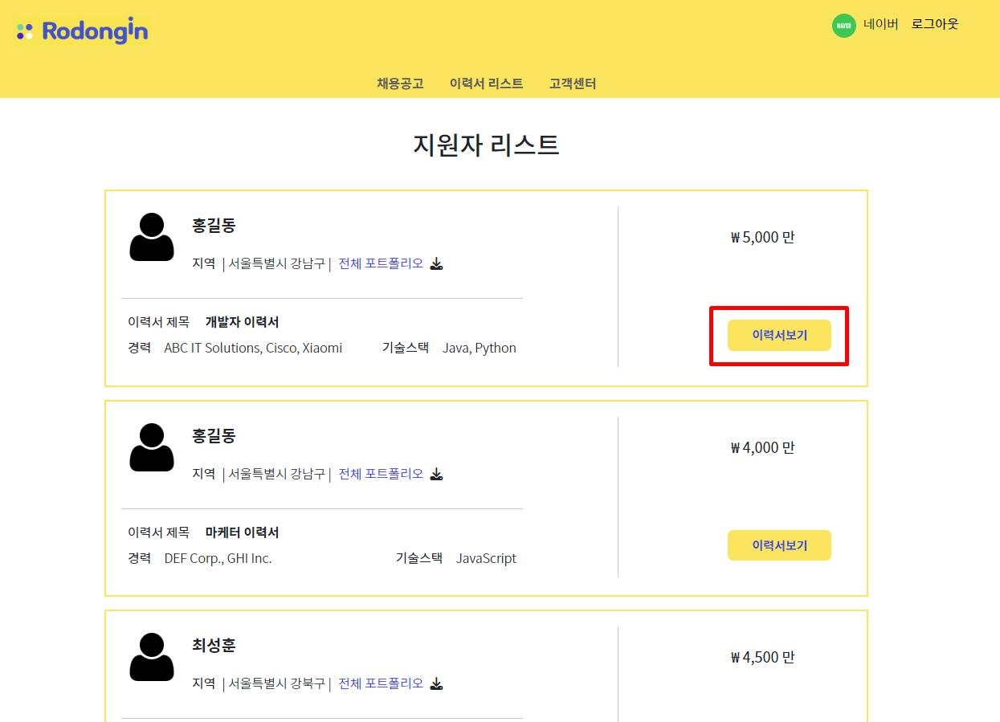 Rodongin
NAVER 네이버 로그아웃
채용공고 이력서 리스트 고객센터
지원자 리스트
홍길동
지역 | 서울특별시 강남구 | 전체 포트폴리오
₩ 5,000 만
이력서 제목 개발자 이력서
경력 ABC IT Solutions, Cisco, Xiaomi 기술스택 Java, Python
이력서보기
홍길동
지역 | 서울특별시 강남구 | 전체 포트폴리오
₩ 4,000 만
이력서 제목 마케터 이력서
경력 DEF Corp., GHI Inc. 기술스택 JavaScript
이력서보기
최성훈
지역 | 서울특별시 강북구 | 전체 포트폴리오
₩ 4,500 만